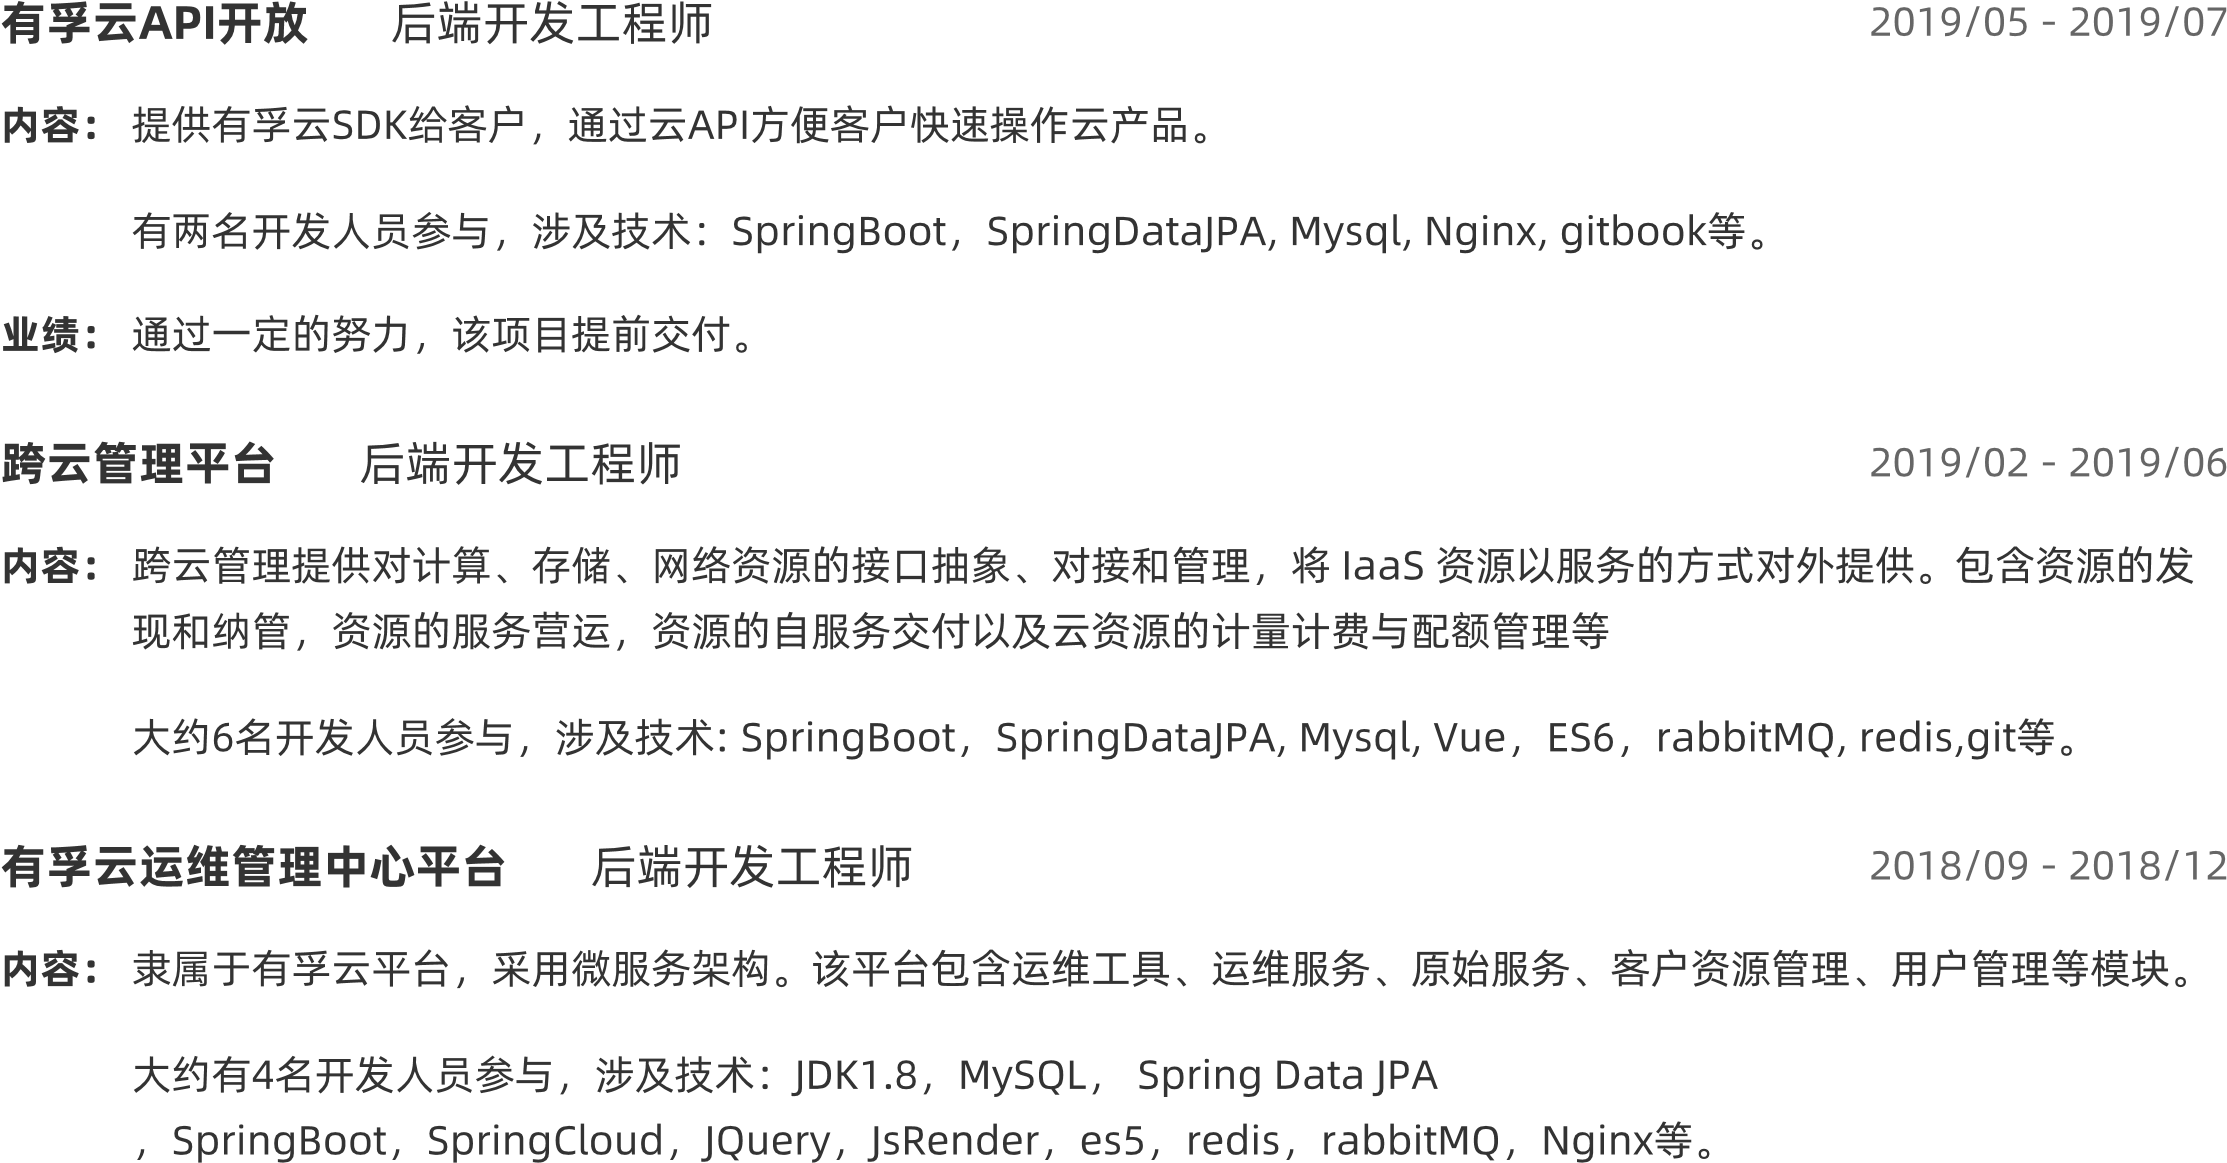 有孚云API开放 后端开发工程师 2019/05 - 2019/07
内容： 提供有孚云SDK给客户，通过云API方便客户快速操作云产品。
有两名开发人员参与，涉及技术：SpringBoot，SpringDataJPA, Mysql, Nginx, gitbook等。
业绩： 通过一定的努力，该项目提前交付。
跨云管理平台 后端开发工程师 2019/02 - 2019/06
内容： 跨云管理提供对计算、存储、网络资源的接口抽象、对接和管理，将 IaaS 资源以服务的方式对外提供。包含资源的发
现和纳管，资源的服务营运，资源的自服务交付以及云资源的计量计费与配额管理等
大约6名开发人员参与，涉及技术: SpringBoot，SpringDataJPA, Mysql, Vue，ES6，rabbitMQ, redis,git等。
有孚云运维管理中心平台 后端开发工程师 2018/09 - 2018/12
内容： 隶属于有孚云平台，采用微服务架构。该平台包含运维工具、运维服务、原始服务、客户资源管理、用户管理等模块。
大约有4名开发人员参与，涉及技术：JDK1.8，MySQL， Spring Data JPA
，SpringBoot，SpringCloud，JQuery，JsRender，es5，redis，rabbitMQ，Nginx等。